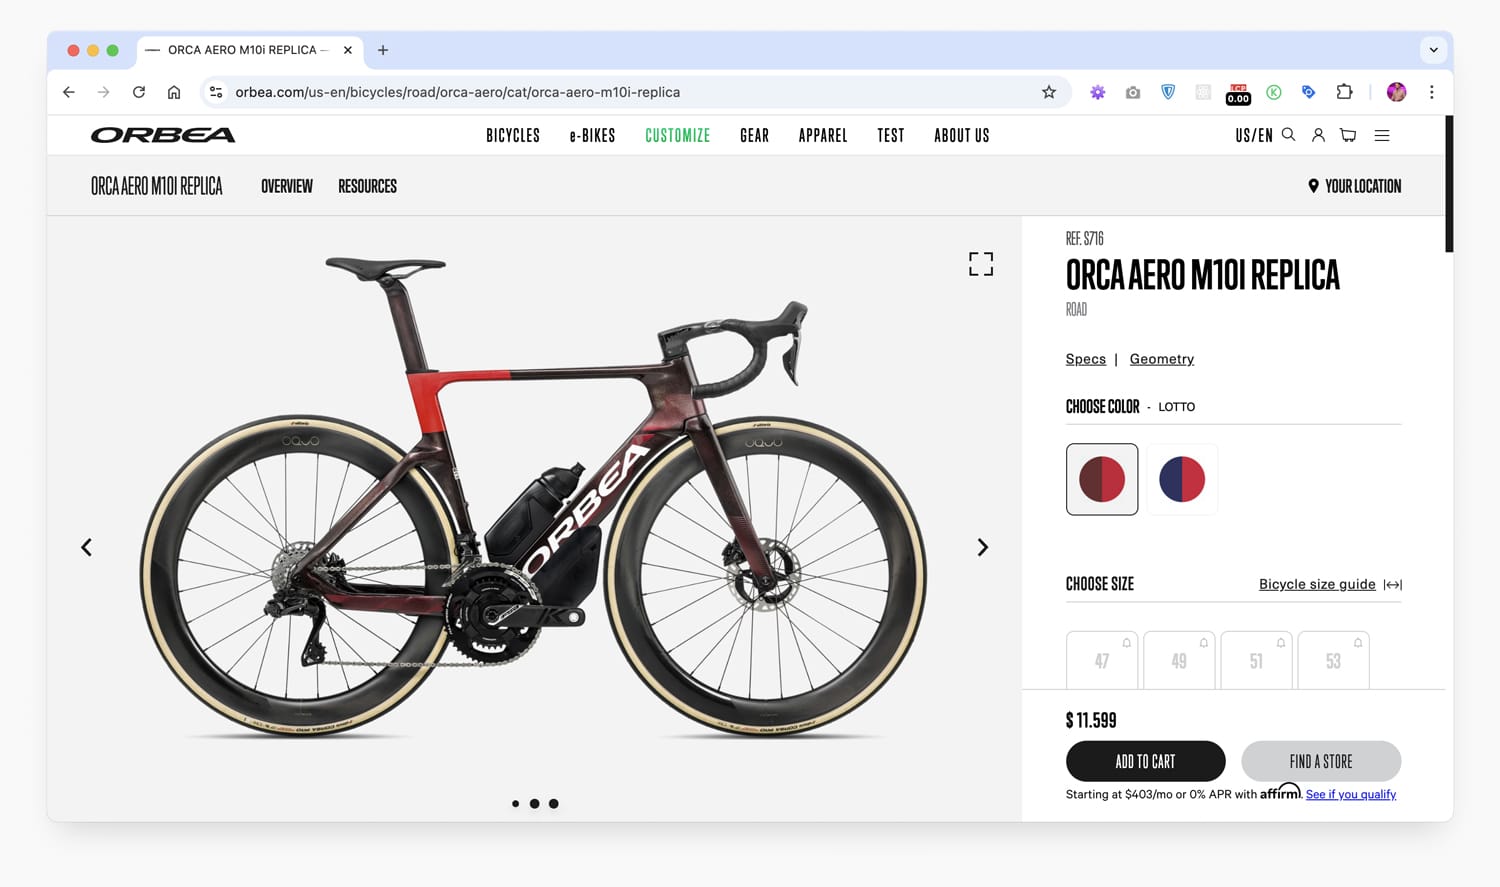 ORCA AERO M10i REPLICA –
orbea.com/us-en/bicycles/road/orca-aero/cat/orca-aero-m10i-replica
LCP
0.00
K
ORBEA
BICYCLES e-BIKES CUSTOMIZE GEAR APPAREL TEST ABOUT US
US/EN
ORCA AERO M10I REPLICA
OVERVIEW RESOURCES
YOUR LOCATION
REF. S716
ORCA AERO M10I REPLICA
ROAD
Specs | Geometry
CHOOSE COLOR - LOTTO
OQUO
OQUO
ORBEA
CHOOSE SIZE
Bicycle size guide
47 49 51 53
$ 11.599
ADD TO CART
FIND A STORE
Starting at $403/mo or 0% APR with affirm. See if you qualify